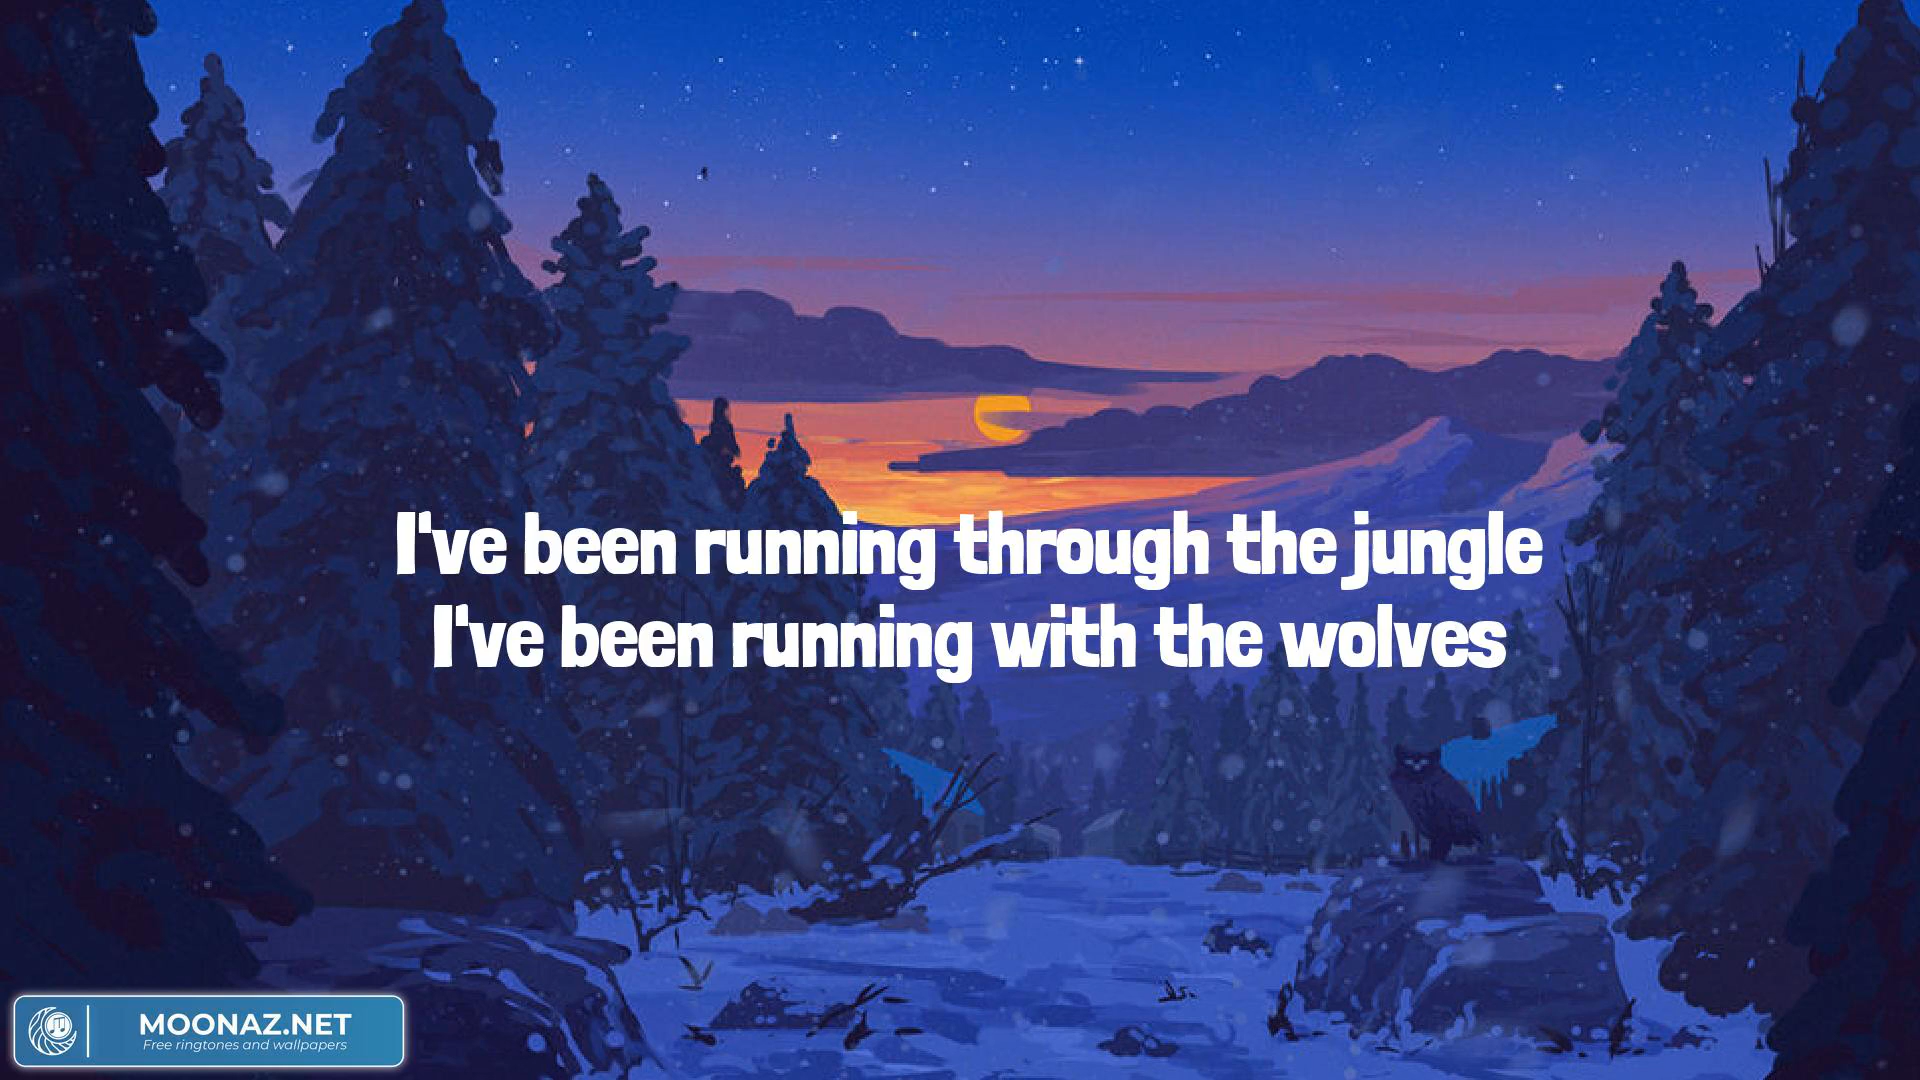 I've been running through the jungle
I've been running with the wolves
MOONAZ.NET
Free ringtones and wallpapers